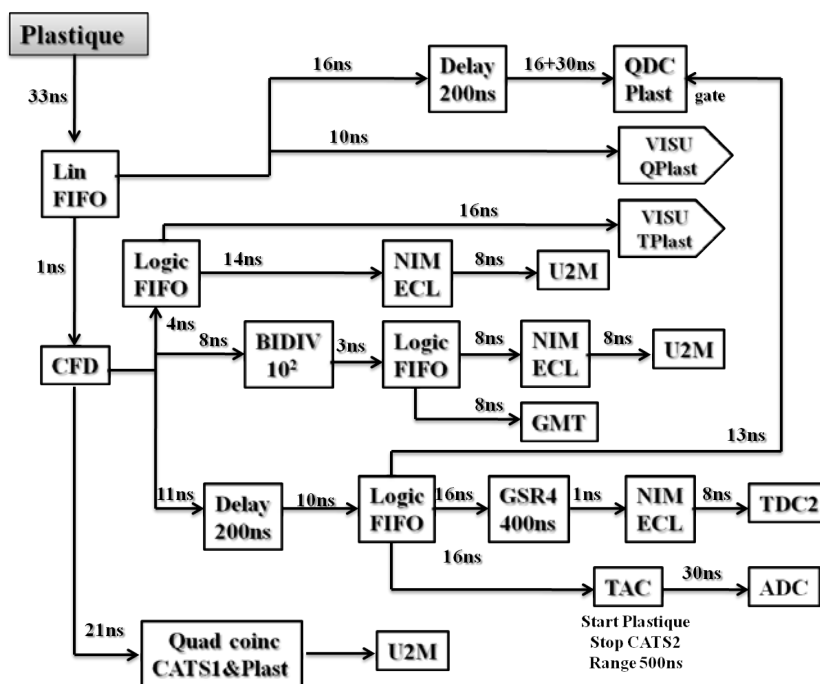 Plastique
33ns
16ns
Delay
200ns
16+30ns
QDC
Plast
gate
10ns
VISU
QPlast
Lin
FIFO
16ns
VISU
TPlast
1ns
Logic
FIFO
14ns
NIM
ECL
8ns
U2M
4ns
CFD
8ns
BIDIV
10²
3ns
Logic
FIFO
8ns
NIM
ECL
8ns
U2M
8ns
GMT
13ns
11ns
Delay
200ns
10ns
Logic
FIFO
16ns
GSR4
400ns
1ns
NIM
ECL
8ns
TDC2
16ns
TAC
30ns
ADC
Start Plastique
Stop CATS2
Range 500ns
21ns
Quad coinc
CATS1&Plast
U2M